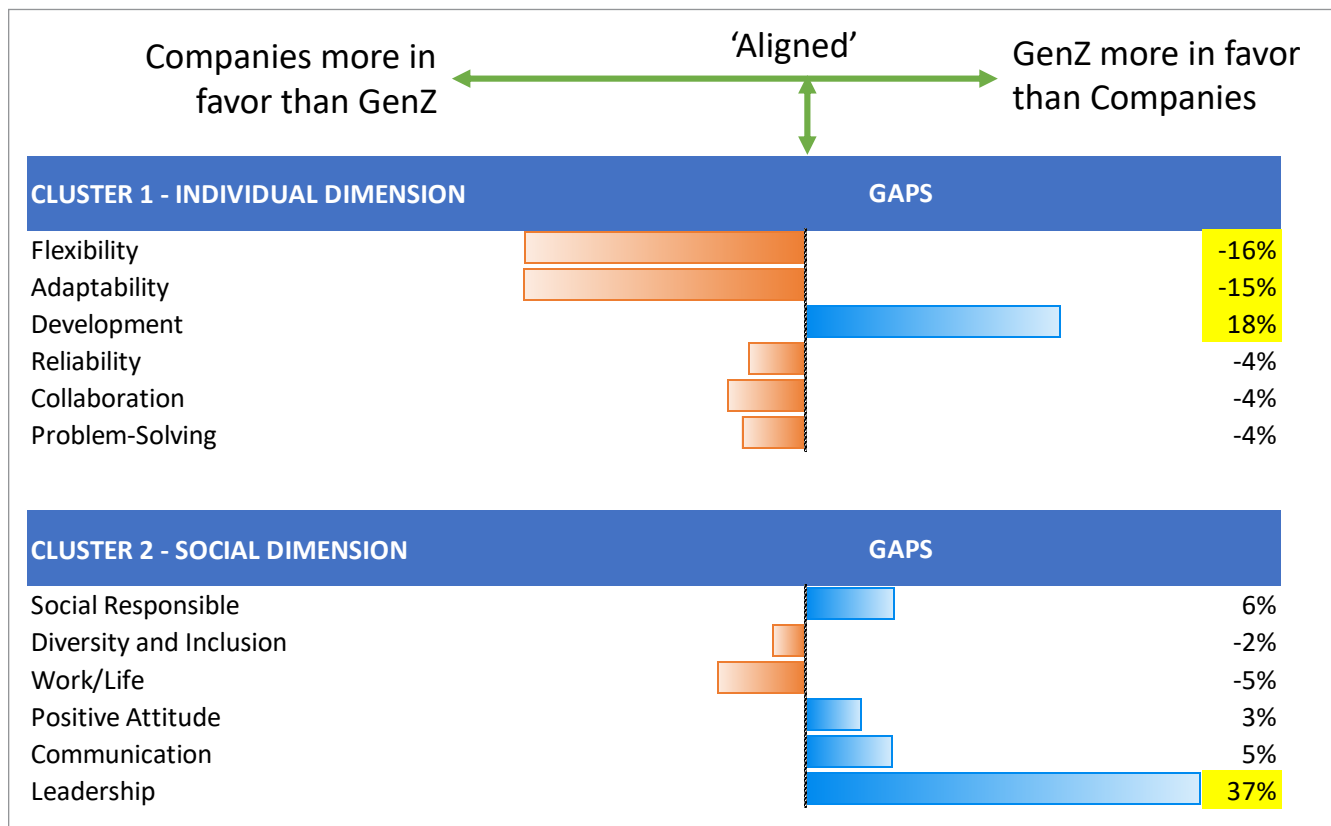 Companies more in
favor than GenZ
‘Aligned’
GenZ more in favor
than Companies
CLUSTER 1 - INDIVIDUAL DIMENSION GAPS
Flexibility -16%
Adaptability -15%
Development 18%
Reliability -4%
Collaboration -4%
Problem-Solving -4%
CLUSTER 2 - SOCIAL DIMENSION GAPS
Social Responsible 6%
Diversity and Inclusion -2%
Work/Life -5%
Positive Attitude 3%
Communication 5%
Leadership 37%